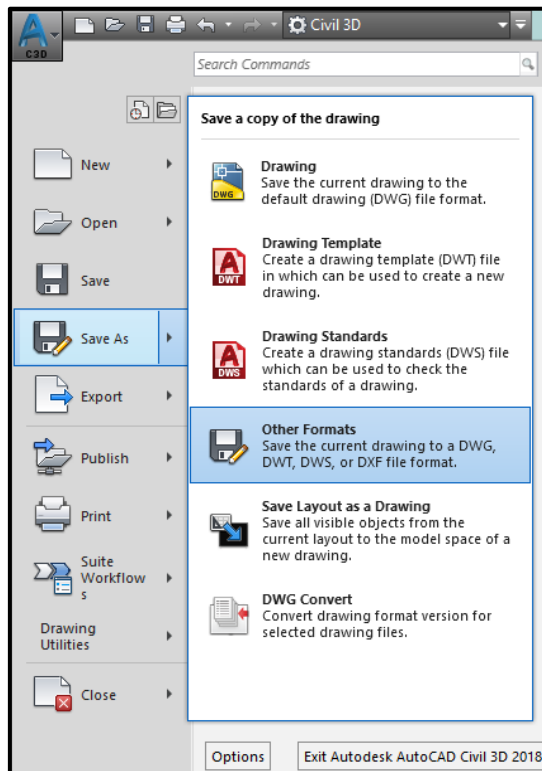 Civil 3D
C3D
Search Commands
New
Open
Save
Save As
Export
Publish
Print
Suite
Workflow
s
Drawing
Utilities
Close
Save a copy of the drawing
Drawing
Save the current drawing to the
default drawing (DWG) file format.
DWG
Drawing Template
Create a drawing template (DWT) file
in which can be used to create a new
drawing.
A
DWT
Drawing Standards
Create a drawing standards (DWS) file
which can be used to check the
standards of a drawing.
A
DWS
Other Formats
Save the current drawing to a DWG,
DWT, DWS, or DXF file format.
Save Layout as a Drawing
Save all visible objects from the
current layout to the model space of a
new drawing.
DWG Convert
Convert drawing format version for
selected drawing files.
Options
Exit Autodesk AutoCAD Civil 3D 2018